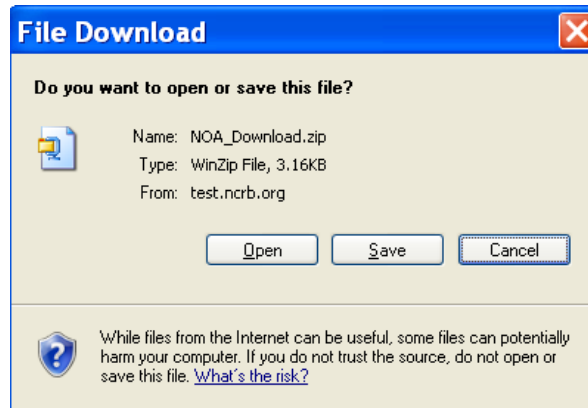 File Download
Do you want to open or save this file?
Name: NOA_Download.zip
Type: WinZip File, 3.16KB
From: test.ncrb.org
Open Save Cancel
While files from the Internet can be useful, some files can potentially
harm your computer. If you do not trust the source, do not open or
save this file. What's the risk?